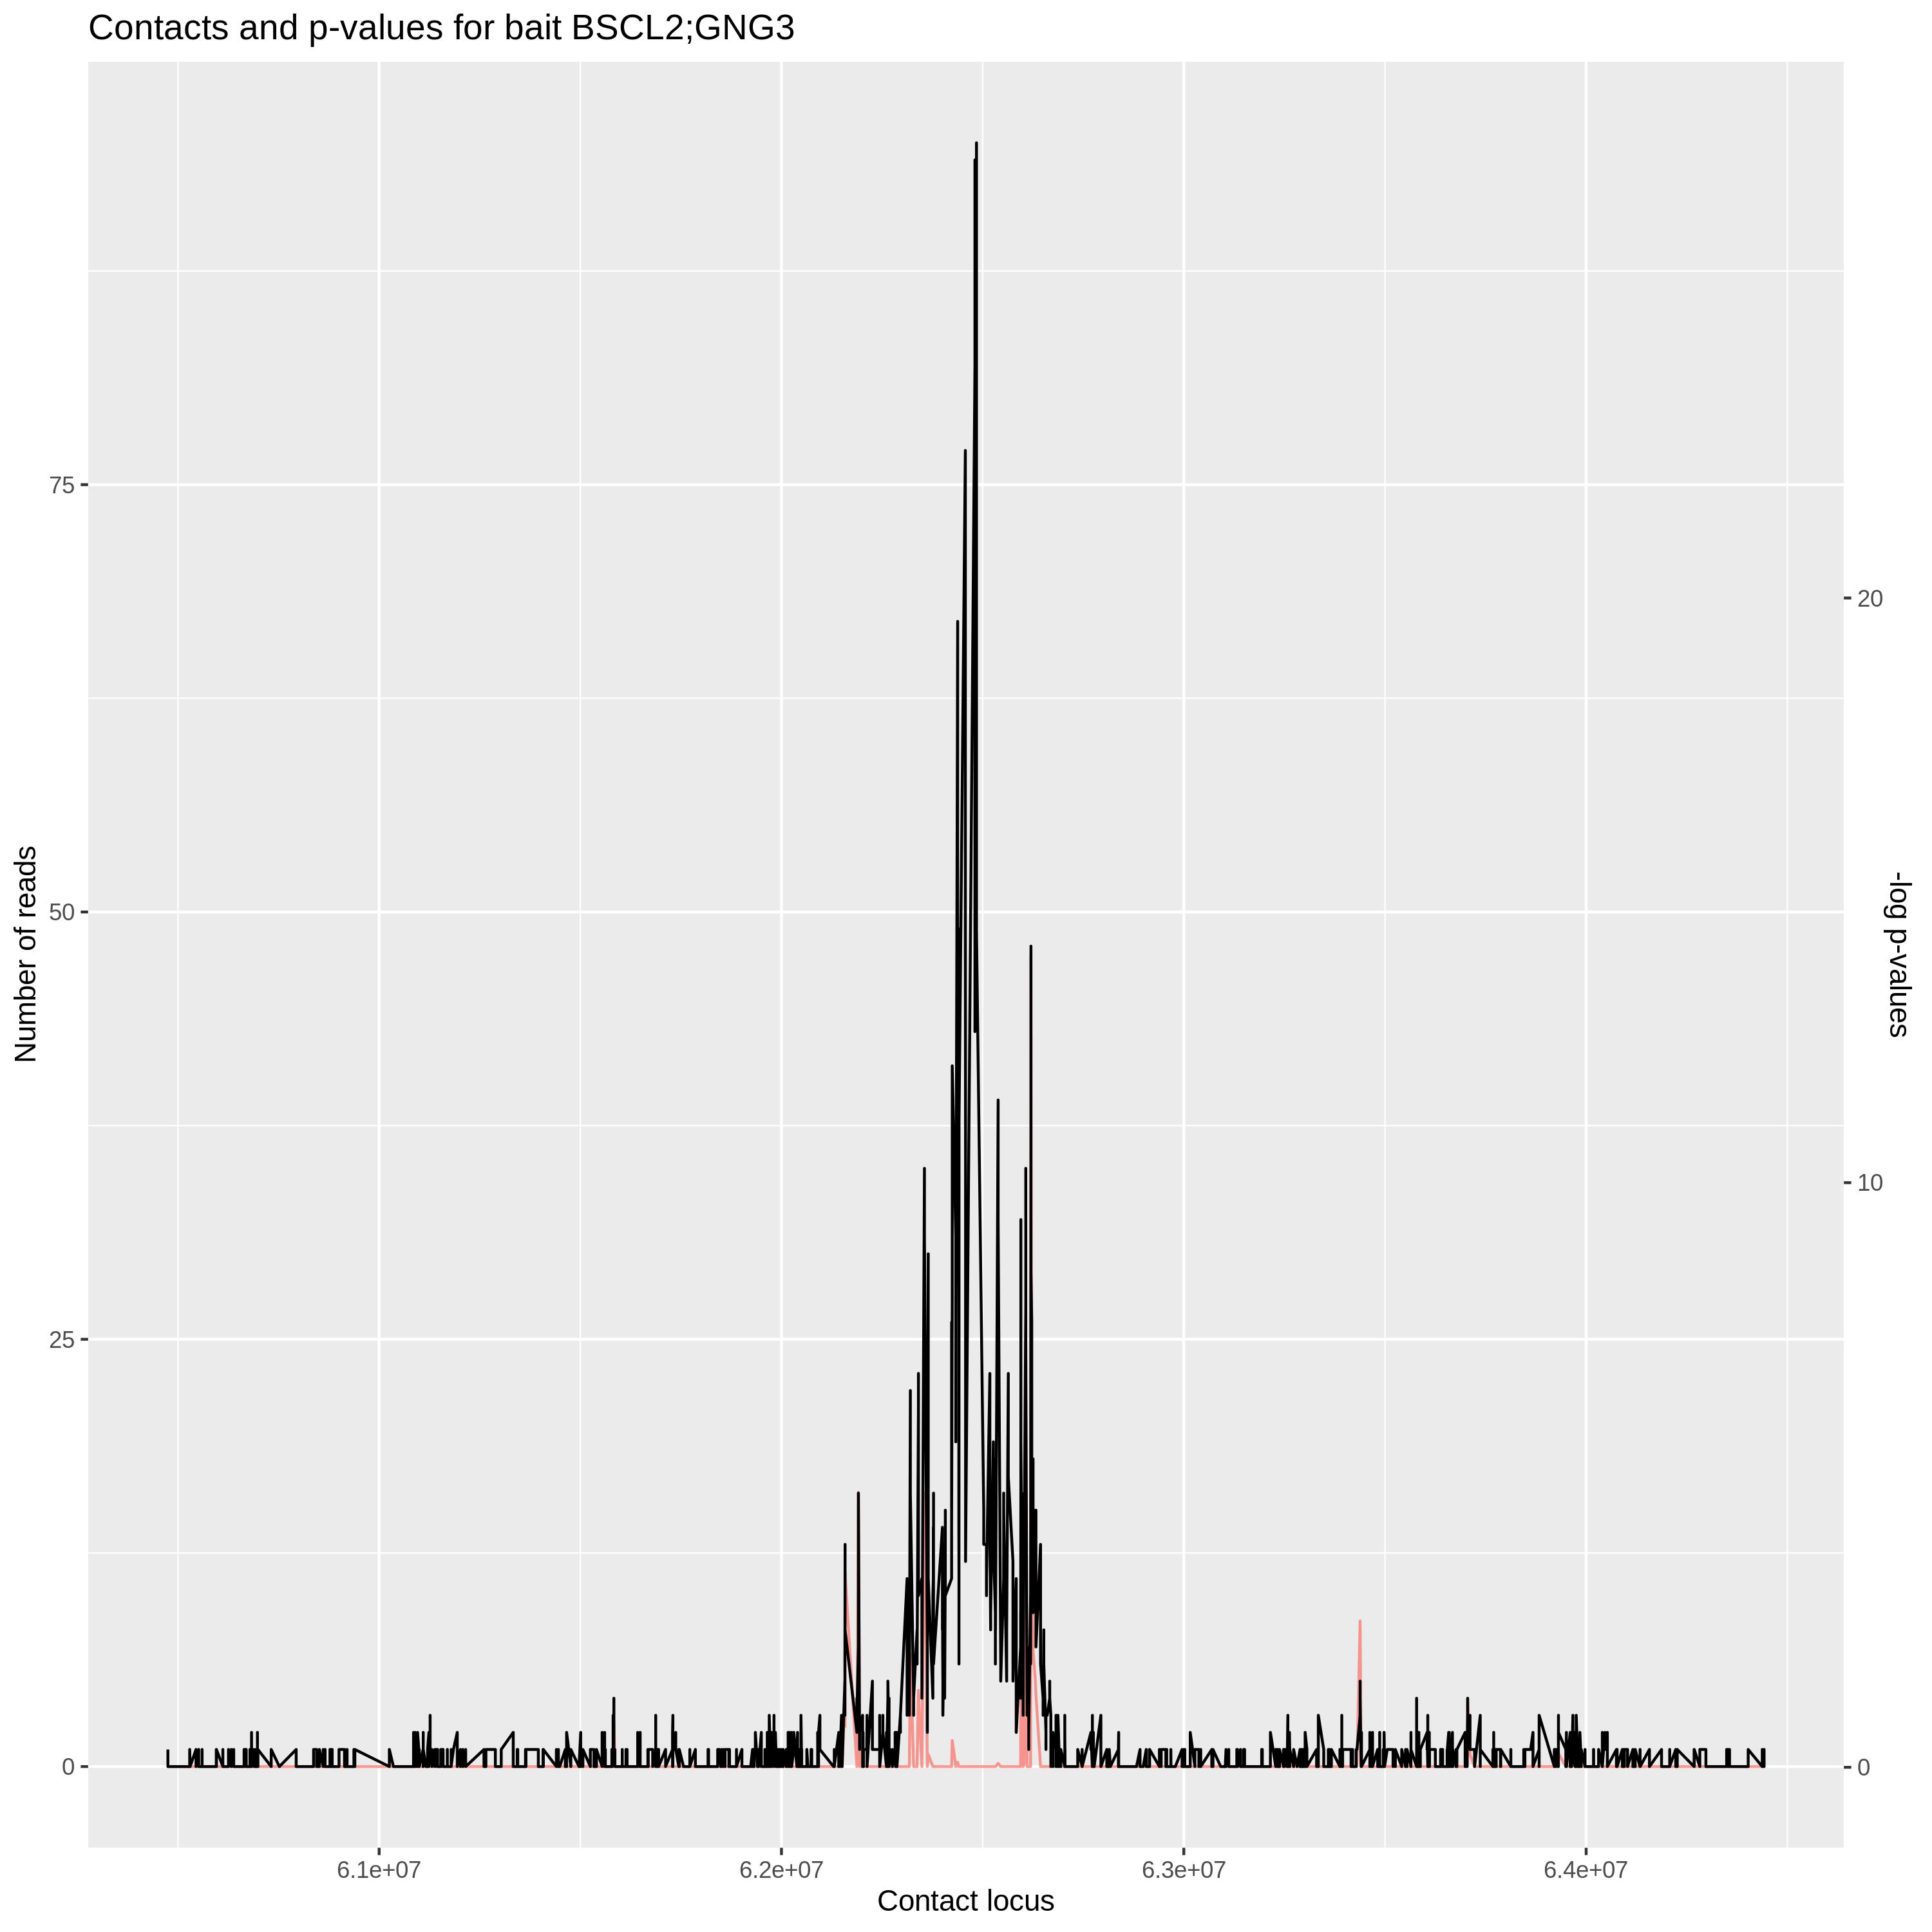 Contacts and p-values for bait BSCL2;GNG3
Number of reads
75
50
25
0
20
10
0
-log p-values
6.1e+07
6.2e+07
6.3e+07
6.4e+07
Contact locus